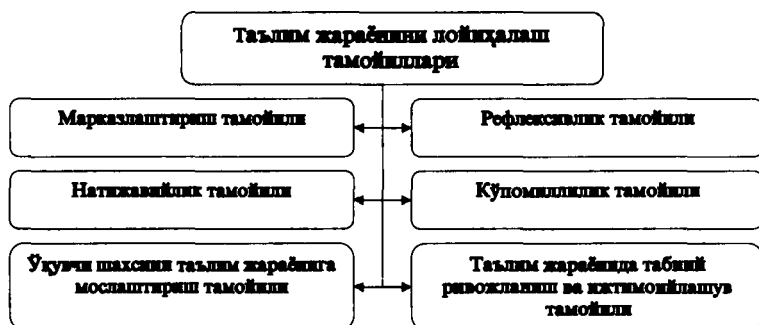 Таълим жараёнини лойиҳалаш
тамойиллари
Марказлаштириш тамойили
Рефлексивлик тамойили
Натижавийлик тамойили
Кўпомиллилик тамойили
Ўқувчи шахсини таълим жараёнига
мослаштириш тамойили
Таълим жараёнида табиий
ривожланиш ва ижтимоийлашув
тамойили